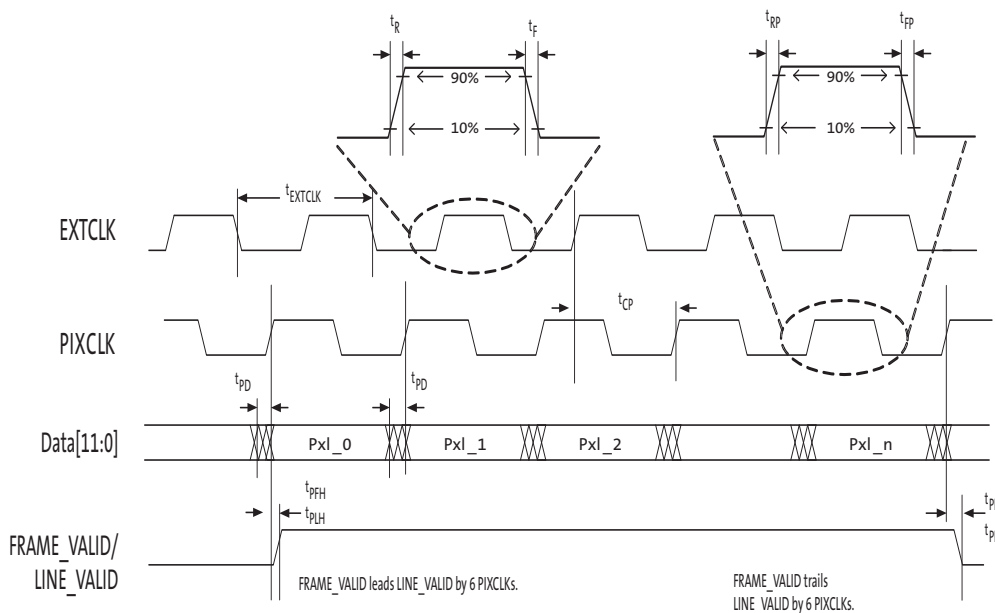 tR tF tRP tFP
90% 90%
10% 10%
tEXTCLK
EXTCLK
tCP
PIXCLK
tPD tPD
Data[11:0] Pxl_0 Pxl_1 Pxl_2 Pxl_n
tPFH
tPLH
FRAME_VALID/
LINE_VALID
FRAME_VALID leads LINE_VALID by 6 PIXCLKs.
FRAME_VALID trails
LINE_VALID by 6 PIXCLKs.